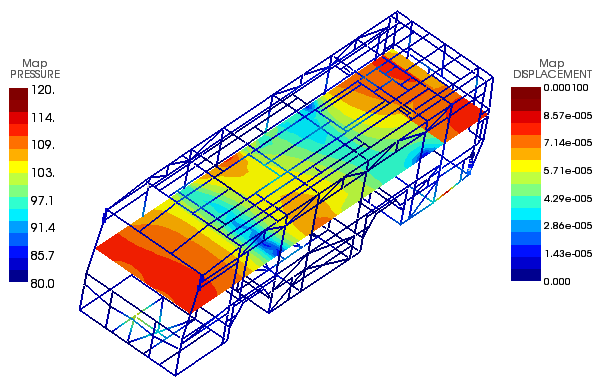 Map
PRESSURE
120.
114.
109.
103.
97.1
91.4
85.7
80.0
Map
DISPLACEMENT
0.000100
8.57e-005
7.14e-005
5.71e-005
4.29e-005
2.86e-005
1.43e-005
0.000